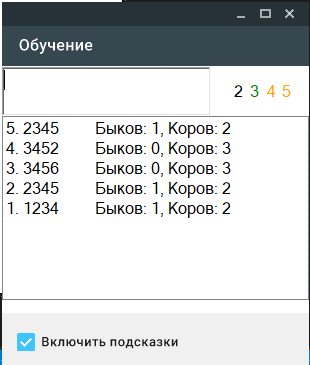 Обучение
2 3 4 5
5. 2345 Быков: 1, Коров: 2
4. 3452 Быков: 0, Коров: 3
3. 3456 Быков: 0, Коров: 3
2. 2345 Быков: 1, Коров: 2
1. 1234 Быков: 1, Коров: 2
Включить подсказки